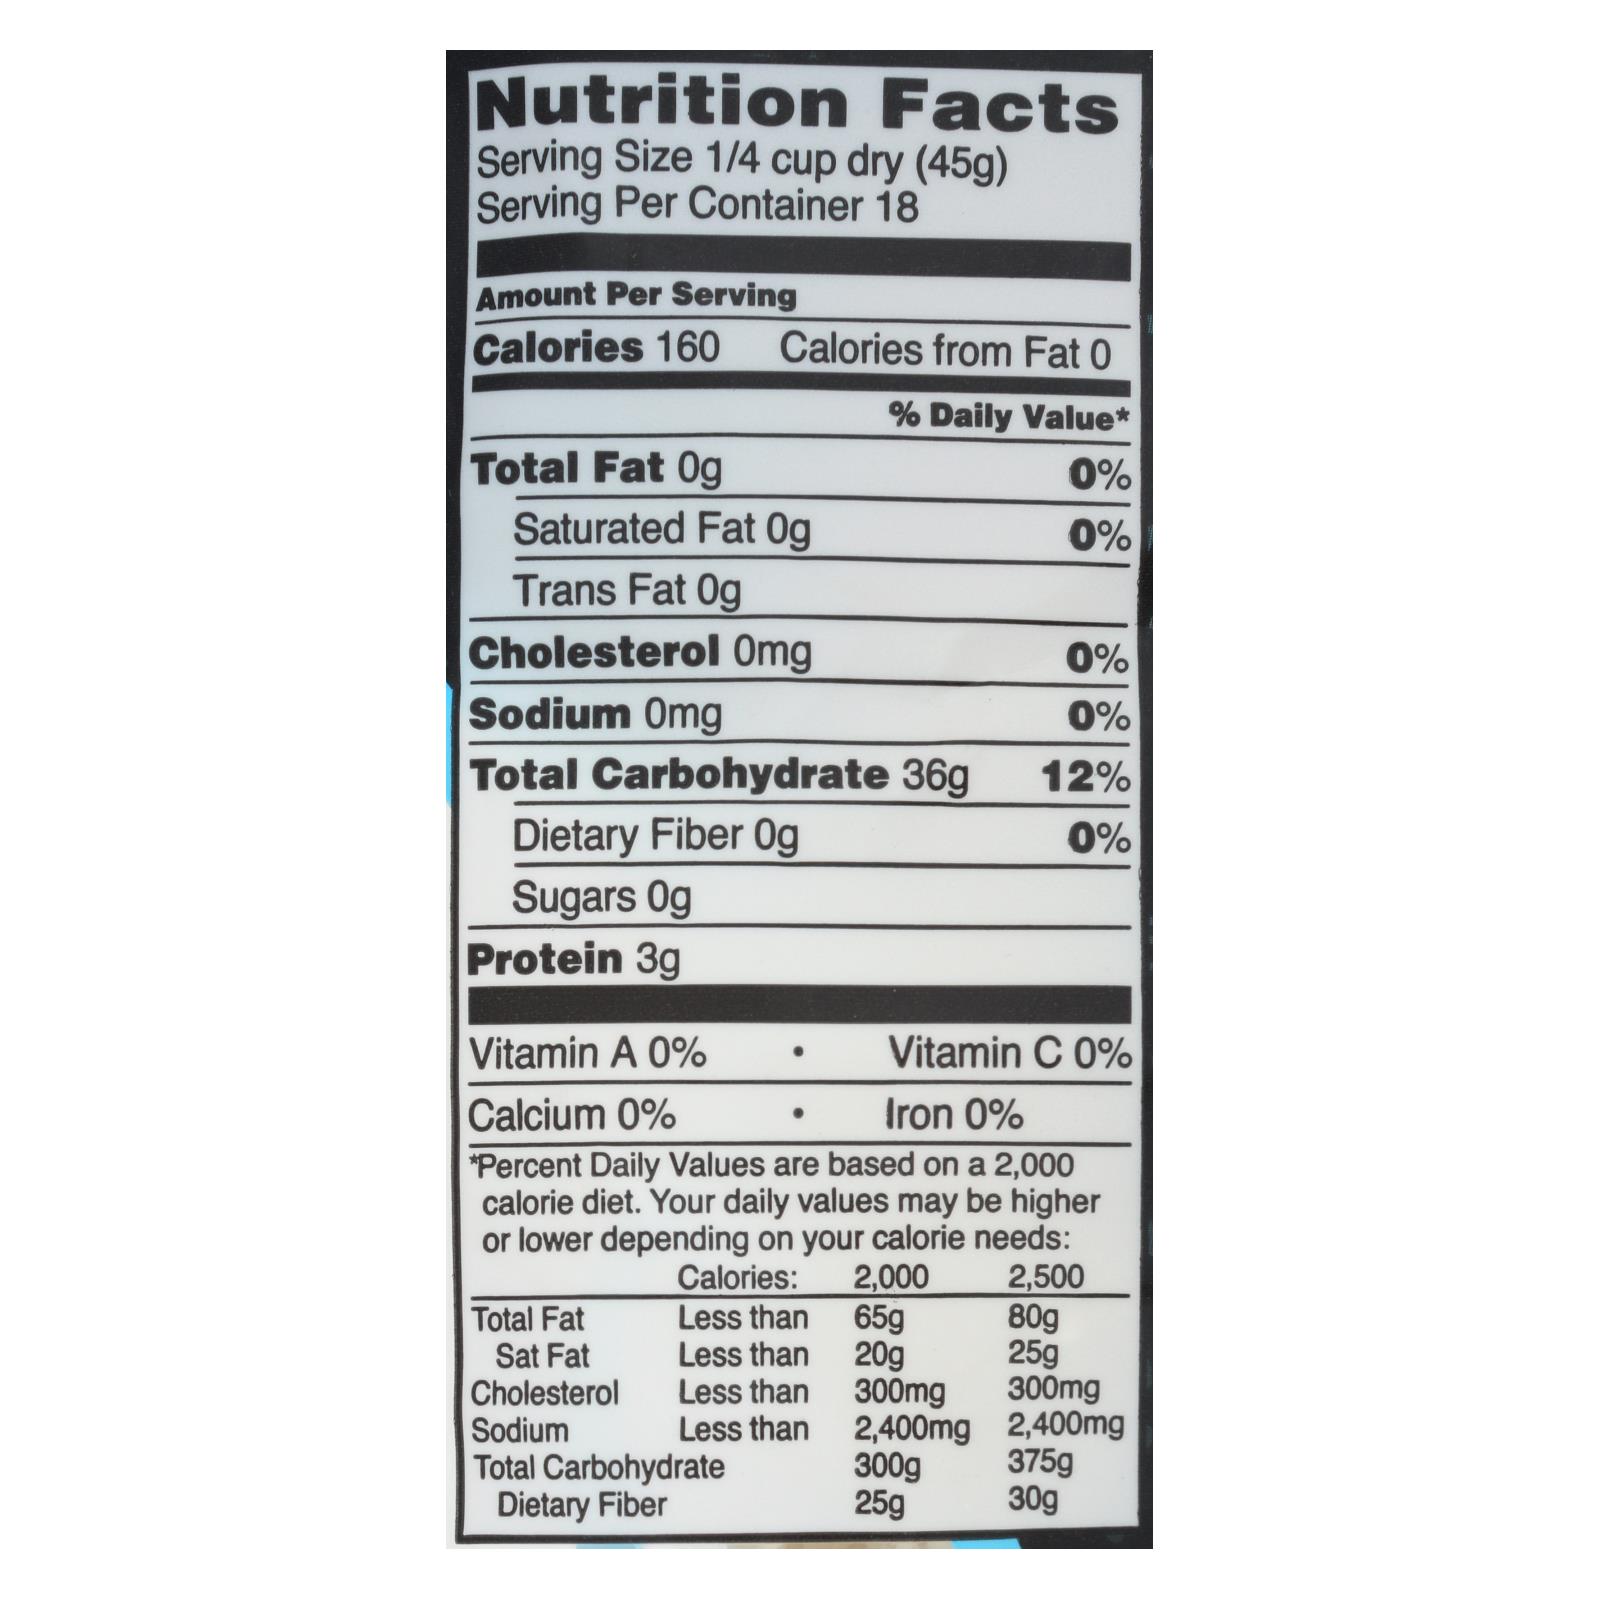 Nutrition Facts
Serving Size 1/4 cup dry (45g)
Serving Per Container 18
Amount Per Serving
Calories 160 Calories from Fat 0
% Daily Value*
Total Fat 0g 0%
Saturated Fat 0g 0%
Trans Fat 0g
Cholesterol 0mg 0%
Sodium 0mg 0%
Total Carbohydrate 36g 12%
Dietary Fiber 0g 0%
Sugars 0g
Protein 3g
Vitamin A 0% • Vitamin C 0%
Calcium 0% • Iron 0%
*Percent Daily Values are based on a 2,000
calorie diet. Your daily values may be higher
or lower depending on your calorie needs:
Calories: 2,000 2,500
Total Fat Less than 65g 80g
Sat Fat Less than 20g 25g
Cholesterol Less than 300mg 300mg
Sodium Less than 2,400mg 2,400mg
Total Carbohydrate 300g 375g
Dietary Fiber 25g 30g